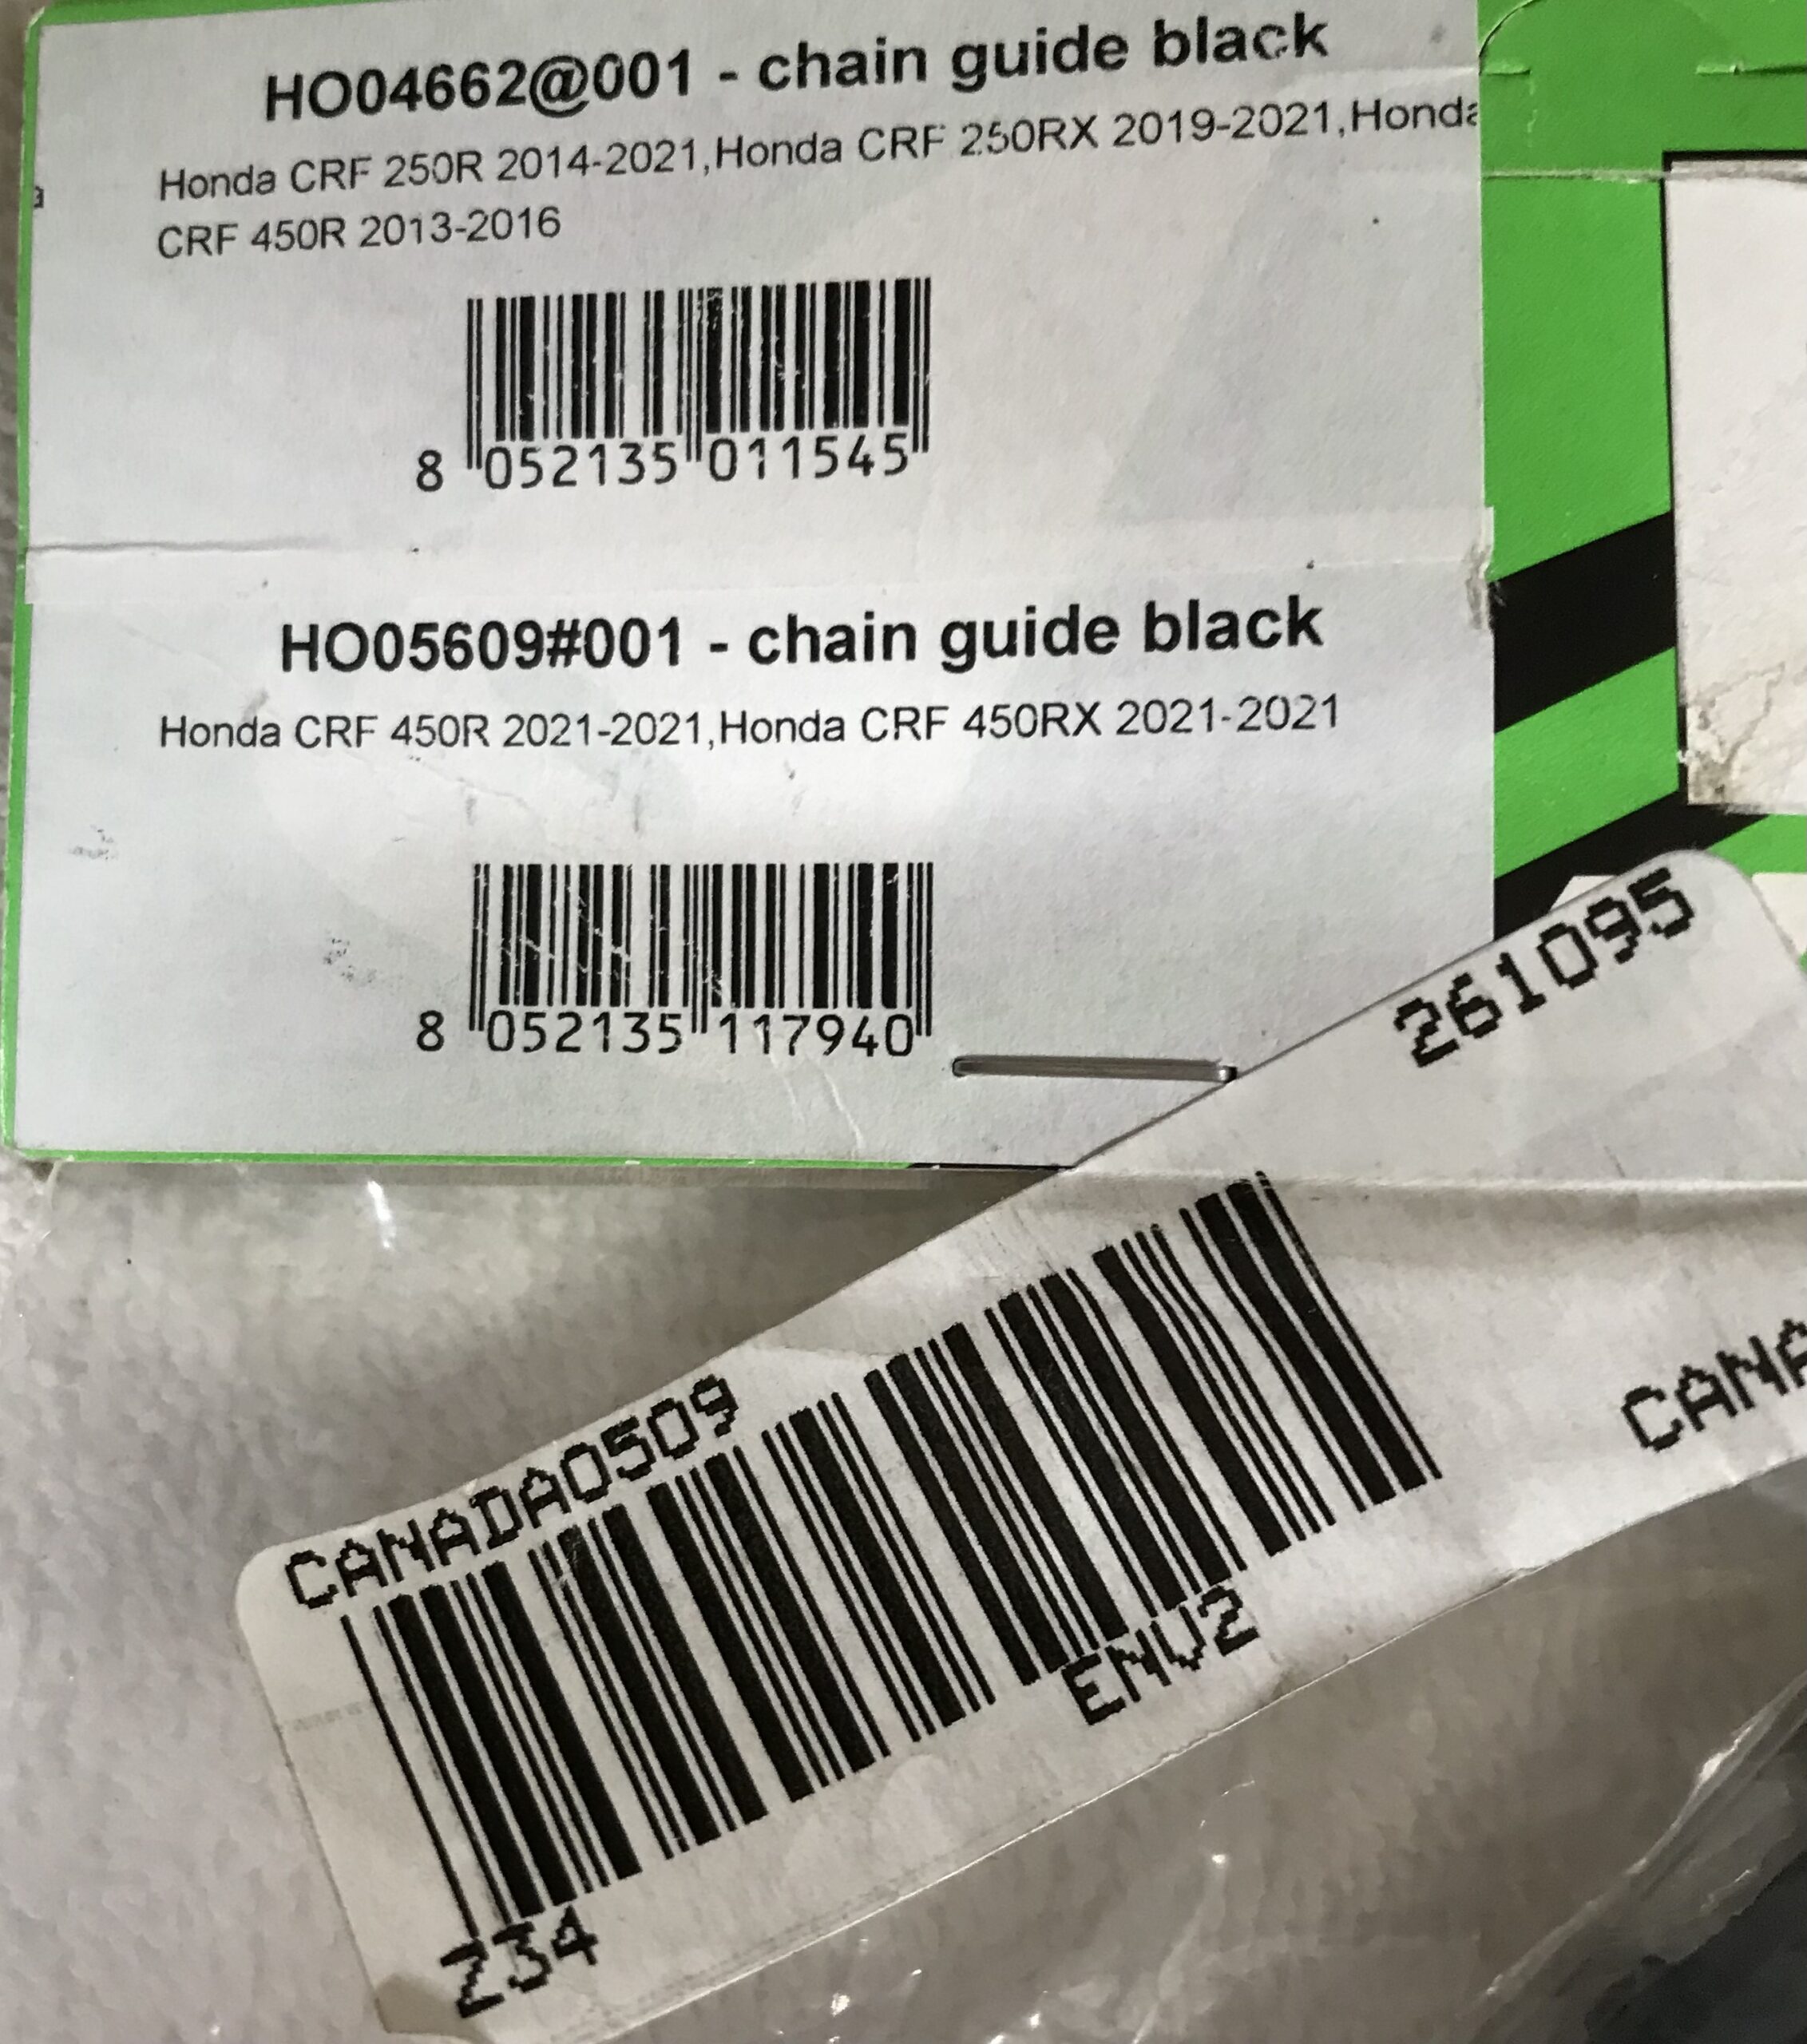 HO04662@001 - chain guide black
Honda CRF 250R 2014-2021,Honda CRF 250RX 2019-2021,Honda
CRF 450R 2013-2016
8 052135 011545
HO05609#001 - chain guide black
Honda CRF 450R 2021-2021,Honda CRF 450RX 2021-2021
8 052135 117940
261095
CANADA0509
CANA
ENV2
Z34